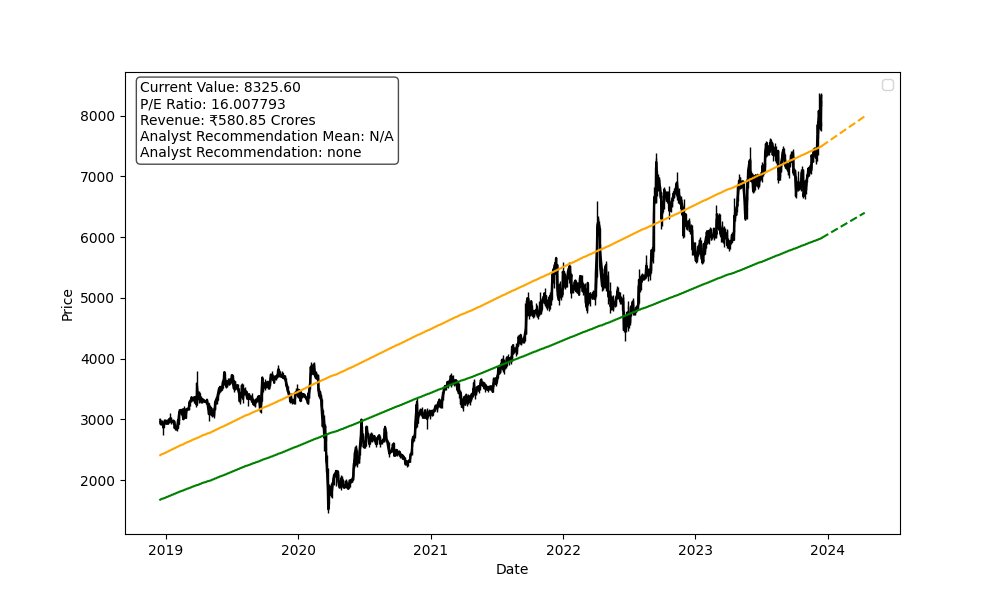 Current Value: 8325.60
P/E Ratio: 16.007793
Revenue: ₹580.85 Crores
Analyst Recommendation Mean: N/A
Analyst Recommendation: none
8000
7000
6000
5000
4000
3000
2000
Price
2019 2020 2021 2022 2023 2024
Date